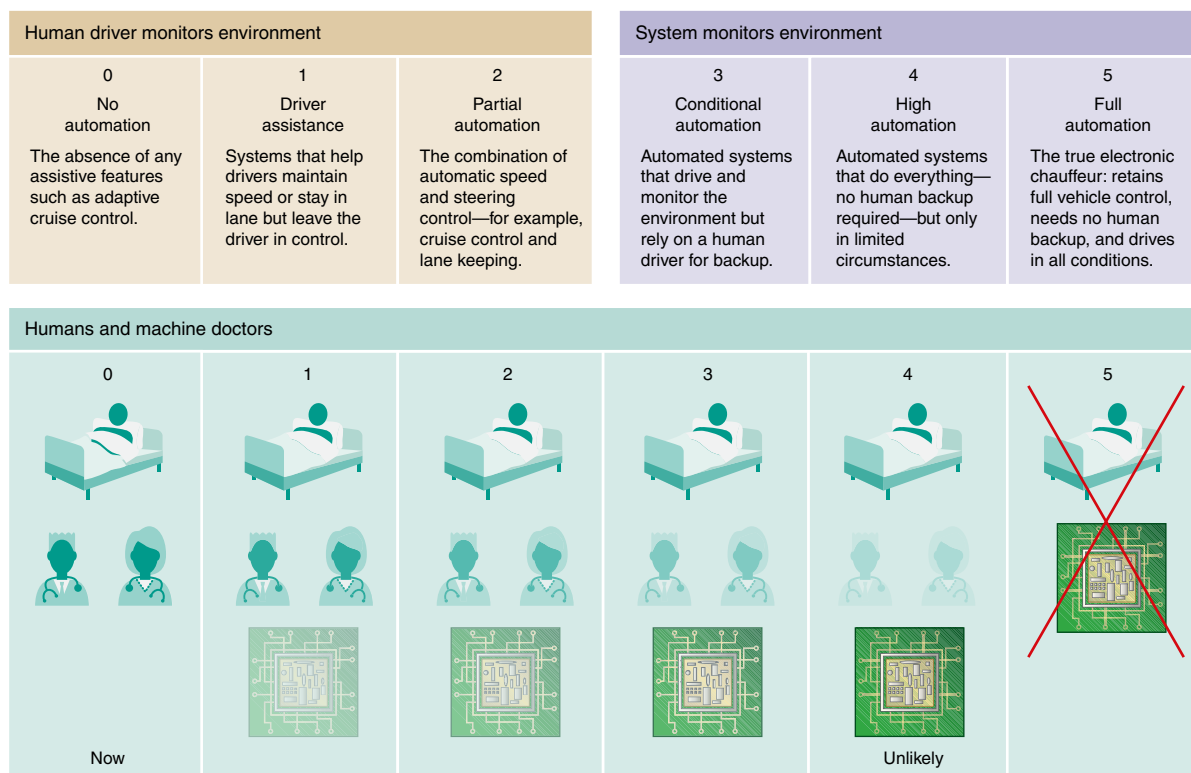 Human driver monitors environment
System monitors environment
0
No
automation
The absence of any
assistive features
such as adaptive
cruise control.
1
Driver
assistance
Systems that help
drivers maintain
speed or stay in
lane but leave the
driver in control.
2
Partial
automation
The combination of
automatic speed
and steering
control—for example,
cruise control and
lane keeping.
3
Conditional
automation
Automated systems
that drive and
monitor the
environment but
rely on a human
driver for backup.
4
High
automation
Automated systems
that do everything—
no human backup
required—but only
in limited
circumstances.
5
Full
automation
The true electronic
chauffeur: retains
full vehicle control,
needs no human
backup, and drives
in all conditions.
Humans and machine doctors
0
1
2
3
4
5
Now
Unlikely